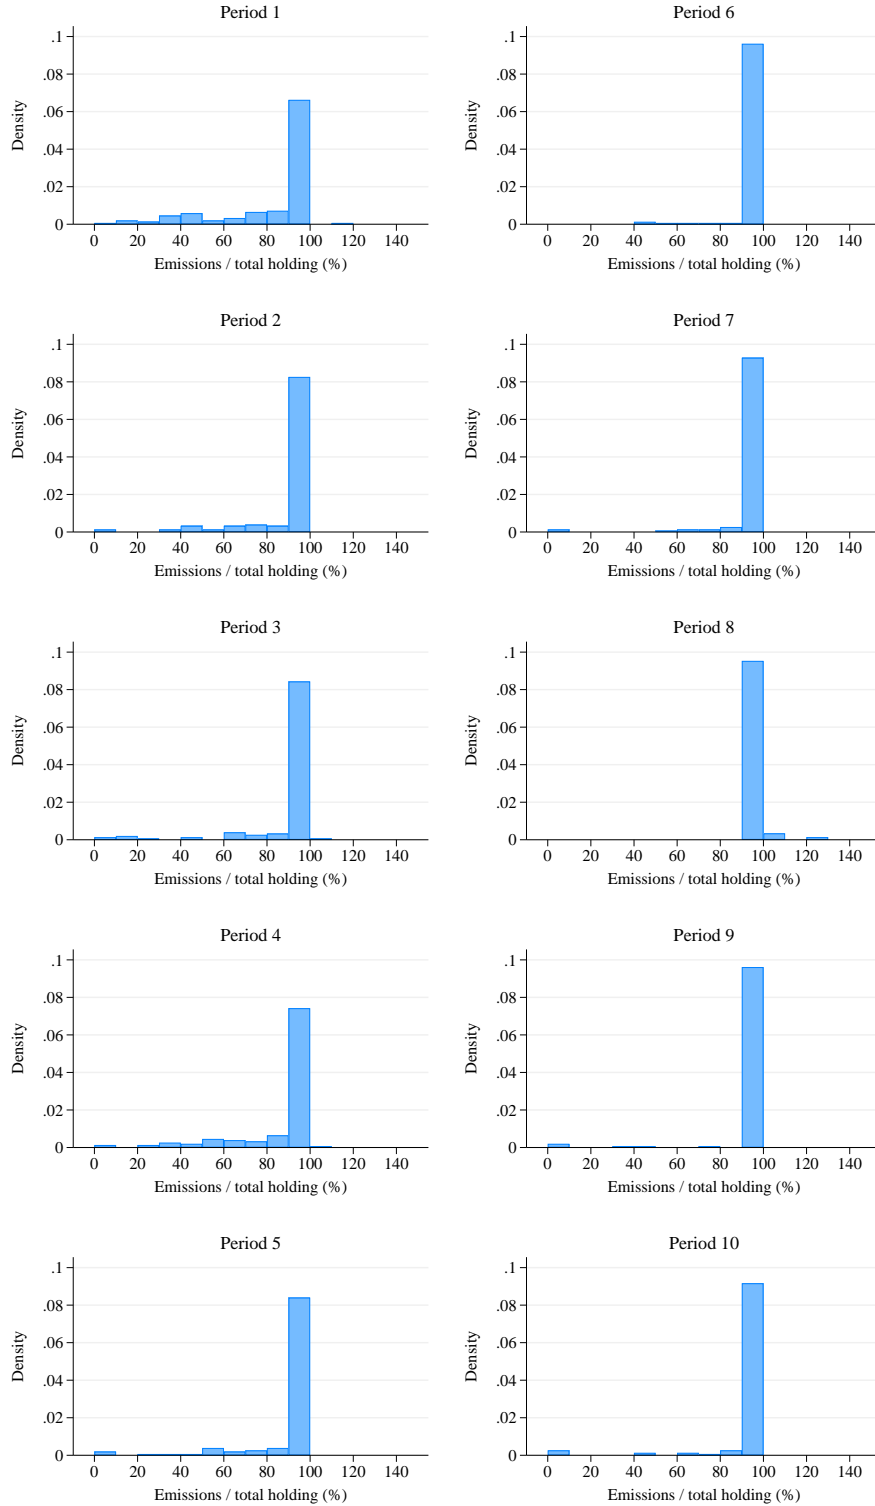 Period 1
Density
.1
.08
.06
.04
.02
0
0 20 40 60 80 100 120 140
Emissions / total holding (%)
Period 6
Density
.1
.08
.06
.04
.02
0
0 20 40 60 80 100 120 140
Emissions / total holding (%)
Period 2
Density
.1
.08
.06
.04
.02
0
0 20 40 60 80 100 120 140
Emissions / total holding (%)
Period 7
Density
.1
.08
.06
.04
.02
0
0 20 40 60 80 100 120 140
Emissions / total holding (%)
Period 3
Density
.1
.08
.06
.04
.02
0
0 20 40 60 80 100 120 140
Emissions / total holding (%)
Period 8
Density
.1
.08
.06
.04
.02
0
0 20 40 60 80 100 120 140
Emissions / total holding (%)
Period 4
Density
.1
.08
.06
.04
.02
0
0 20 40 60 80 100 120 140
Emissions / total holding (%)
Period 9
Density
.1
.08
.06
.04
.02
0
0 20 40 60 80 100 120 140
Emissions / total holding (%)
Period 5
Density
.1
.08
.06
.04
.02
0
0 20 40 60 80 100 120 140
Emissions / total holding (%)
Period 10
Density
.1
.08
.06
.04
.02
0
0 20 40 60 80 100 120 140
Emissions / total holding (%)